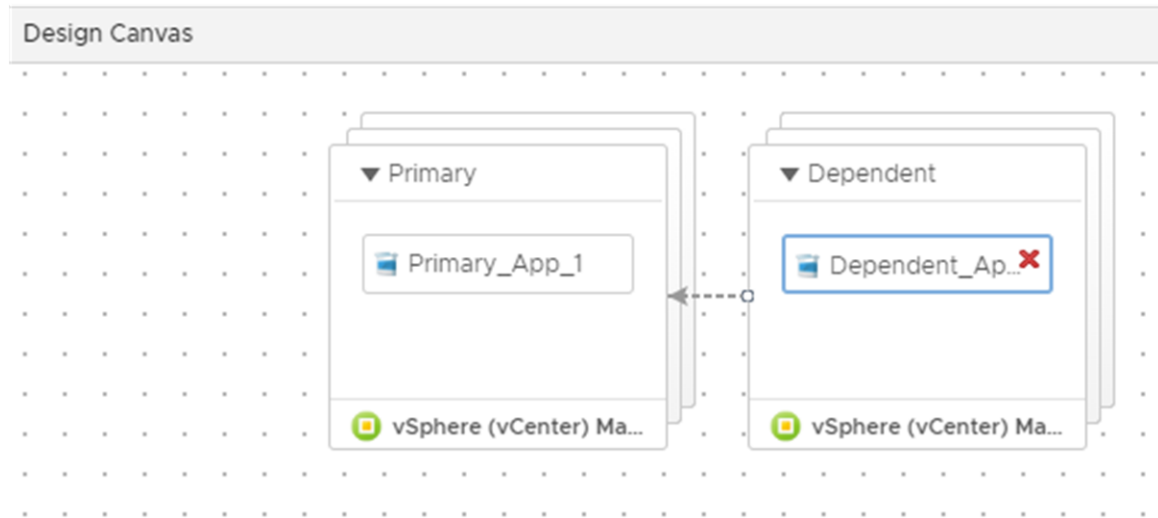 Design Canvas
Primary
Dependent
Primary_App_1
Dependent_Ap...
vSphere (vCenter) Ma...
vSphere (vCenter) Ma...